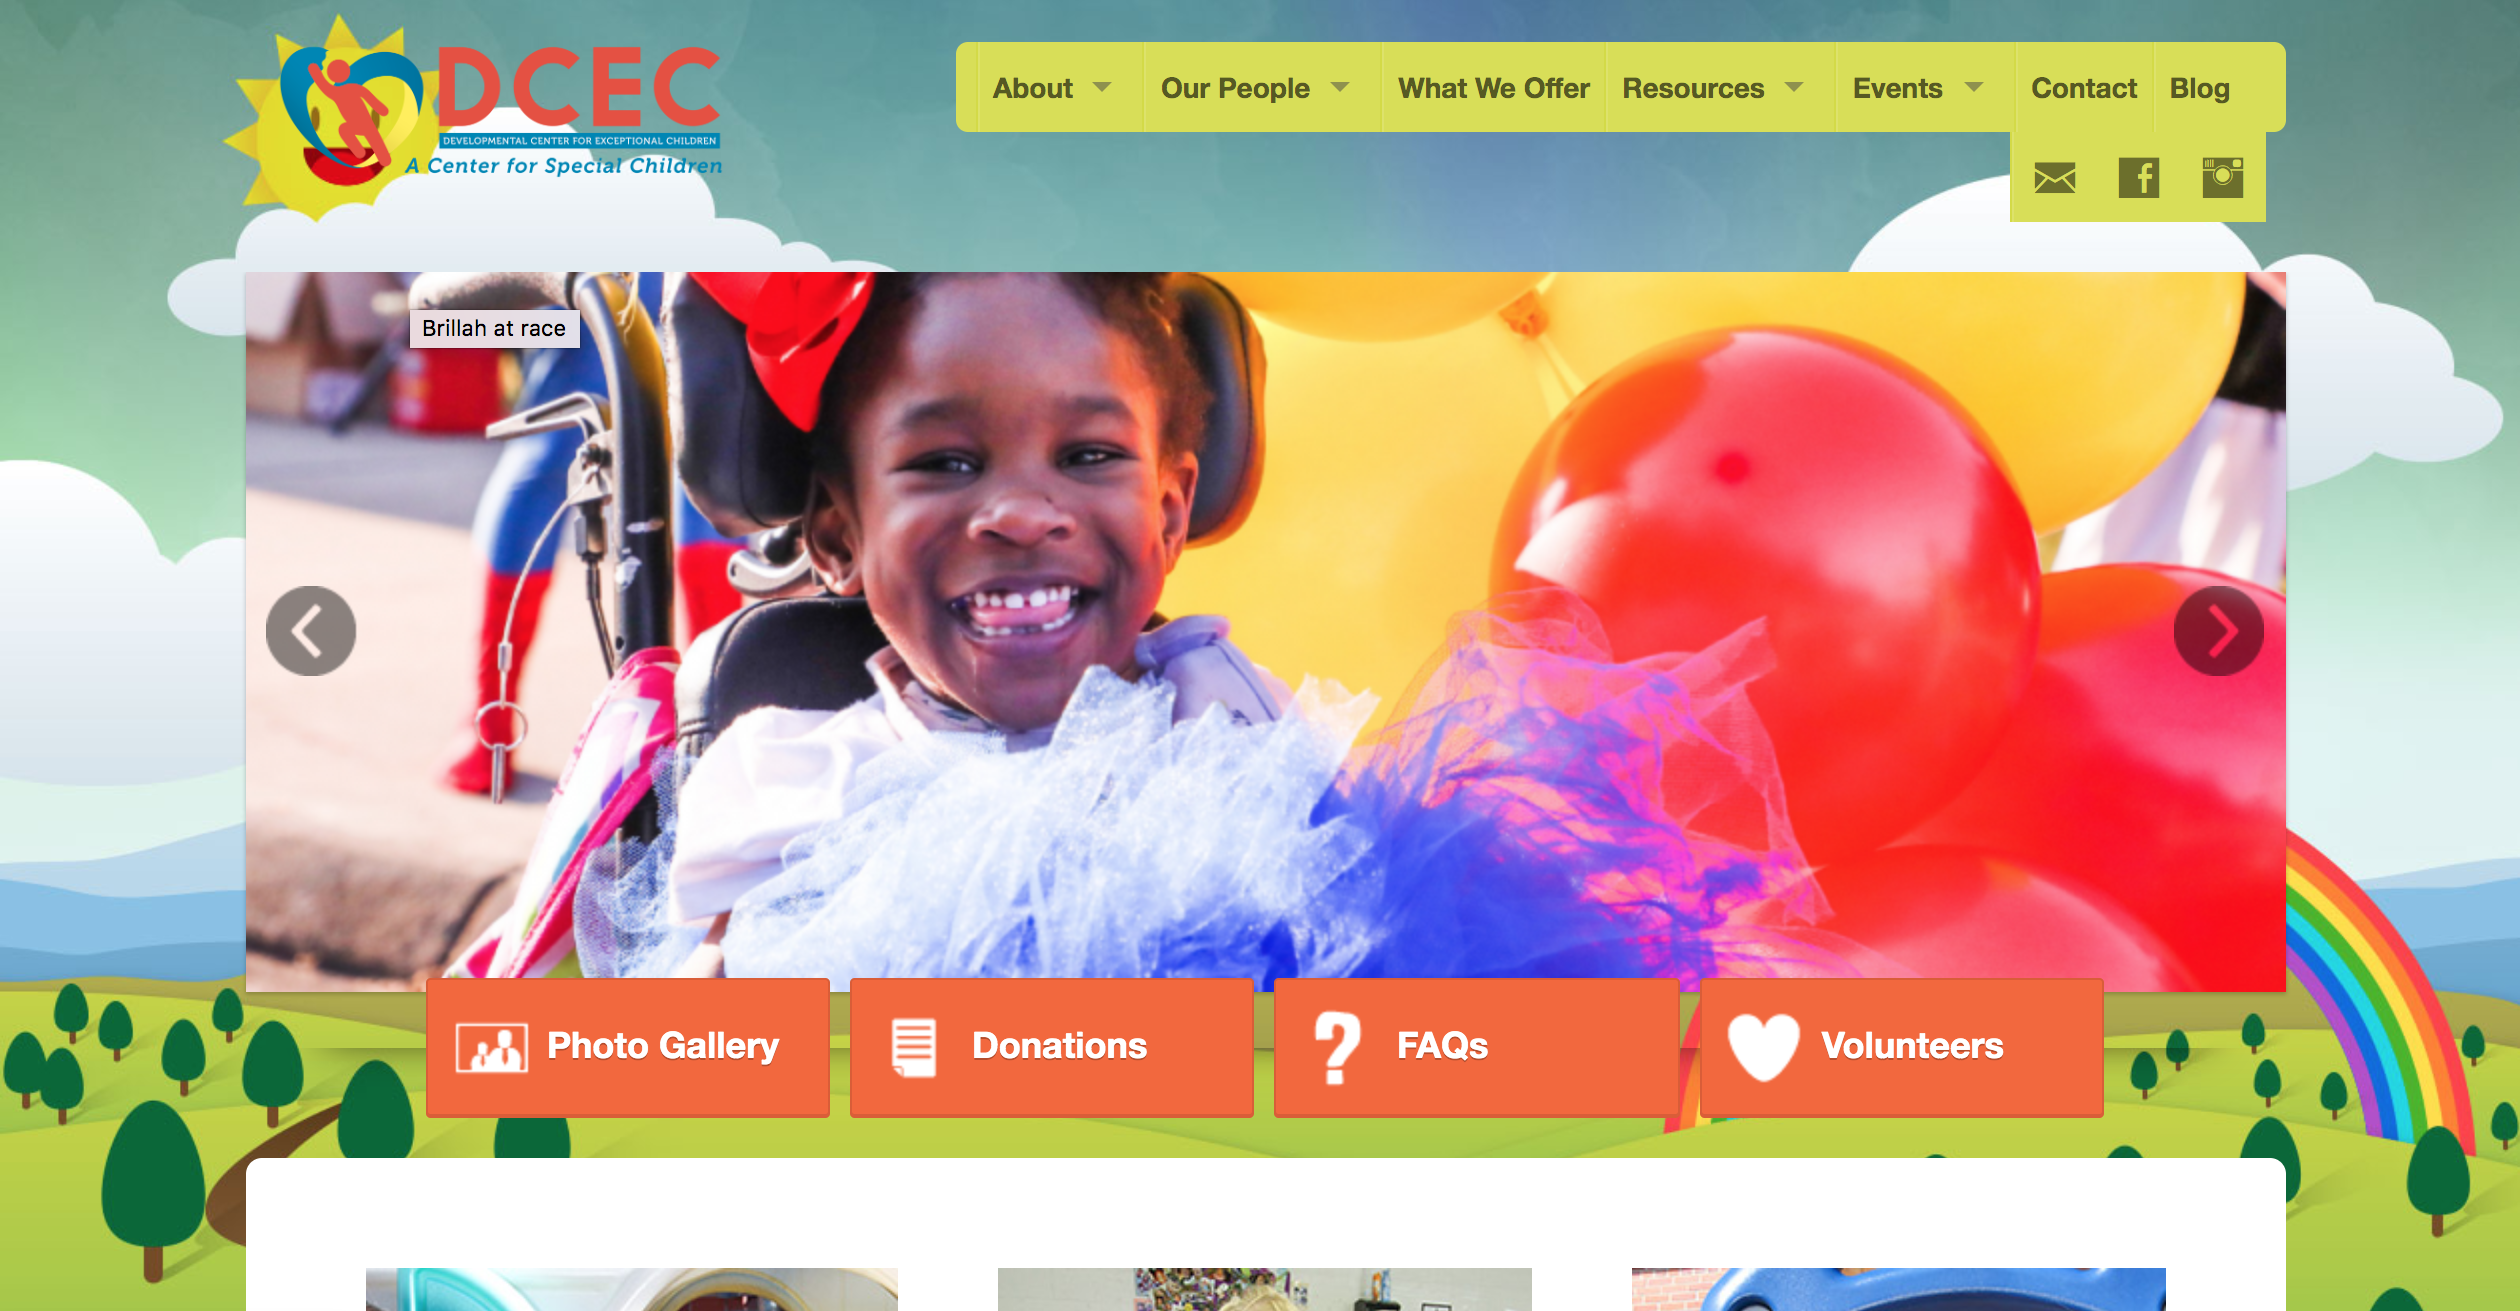 DCEC
DEVELOPMENTAL CENTER FOR EXCEPTIONAL CHILDREN
A Center for Special Children
About
Our People
What We Offer
Resources
Events
Contact
Blog
Brillah at race
Photo Gallery
Donations
FAQs
Volunteers